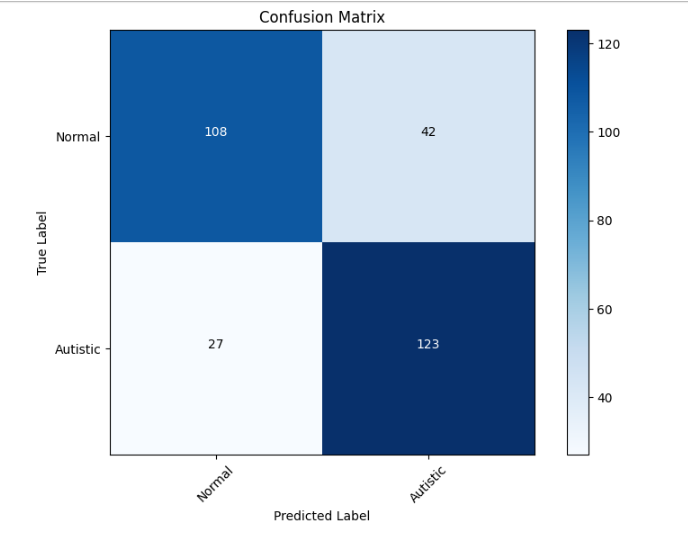 Confusion Matrix
120
108
42
Normal
100
80
True Label
60
27
123
Autistic
40
Normal
Autistic
Predicted Label